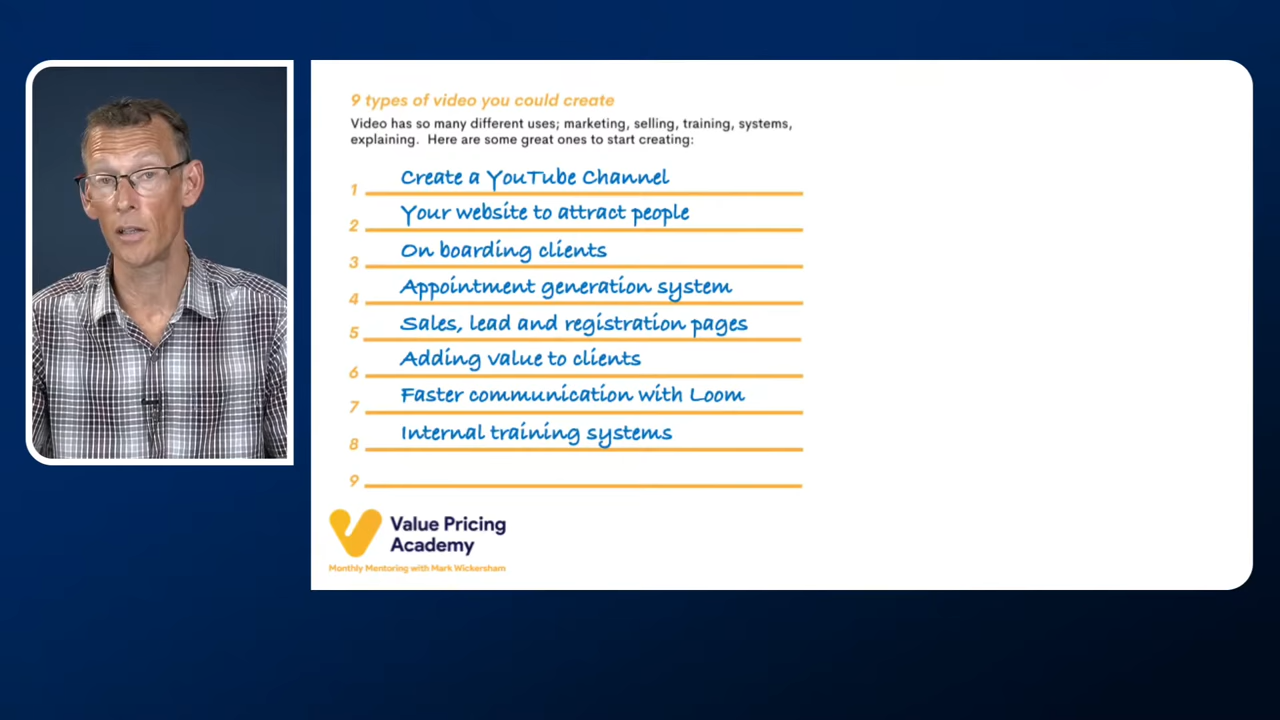 9 types of video you could create
Video has so many different uses; marketing, selling, training, systems,
explaining. Here are some great ones to start creating:
1 Create a YouTube Channel
2 Your website to attract people
3 On boarding clients
4 Appointment generation system
5 Sales, lead and registration pages
6 Adding value to clients
7 Faster communication with Loom
8 Internal training systems
9
Value Pricing
Academy
Monthly Mentoring with Mark Wickersham